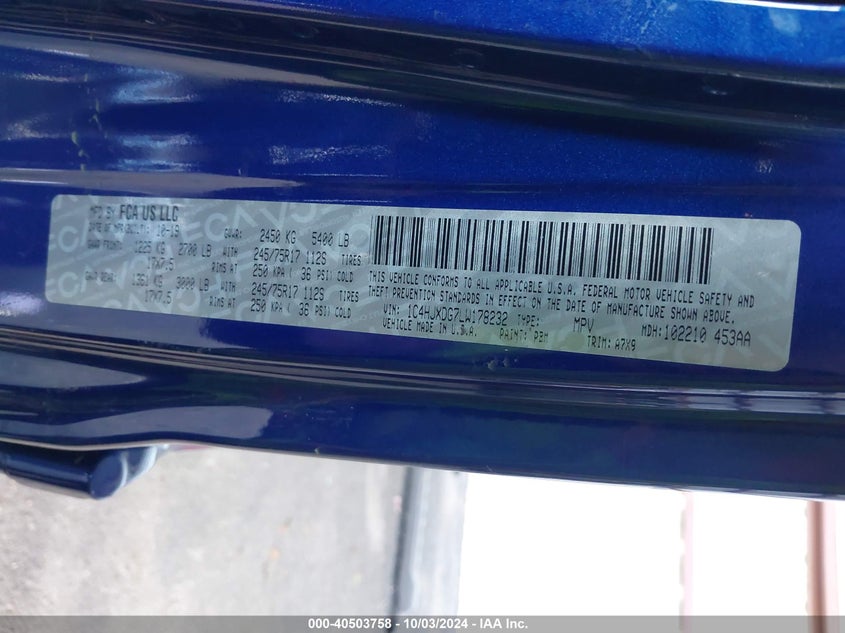 MFD BY FCA US LLC
DATE OF MFR 10-19 GVWR: 2450 KG 5400 LB
GAWR FRONT: 1225 KG 2700 LB WITH 245/75R17 112S TIRES
17X7.5 RIMS AT 250 KPA ( 36 PSI) COLD
GAWR REAR: 1361 KG 3000 LB WITH 245/75R17 112S TIRES
17X7.5 RIMS AT 250 KPA ( 36 PSI) COLD
THIS VEHICLE CONFORMS TO ALL APPLICABLE U.S.A. FEDERAL MOTOR VEHICLE SAFETY AND
THEFT PREVENTION STANDARDS IN EFFECT ON THE DATE OF MANUFACTURE SHOWN ABOVE.
VIN: 1C4HJXDG7LW178232 TYPE: MPV MDH:102210 453AA
VEHICLE MADE IN U.S.A. PAINT: PBM TRIM: A7X9
000-40503758 - 10/03/2024 - IAA Inc.